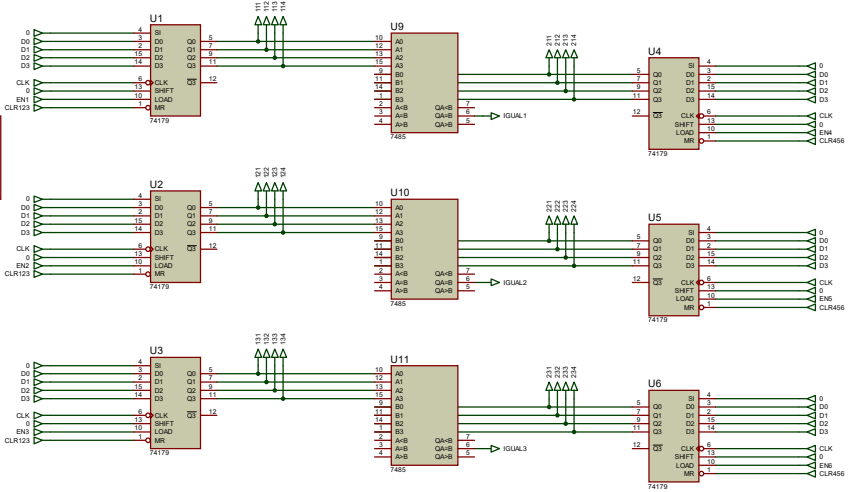 U1
0 4 SI
D0 3 D0 Q0 5
D1 2 D1 Q1 7
D2 15 D2 Q2 9
D3 14 D3 Q3 11
CLK 6 CLK Q3 12
0 13 SHIFT
EN1 10 LOAD
CLR123 1 MR
74179
111 112 113 114
U9
10 A0
12 A1
13 A2
15 A3
9 B0
11 B1
14 B2
1 B3
2 A<B QA<B 7
3 A=B QA=B 6 IGUAL1
4 A>B QA>B 5
7485
211 212 213 214
U4
SI 4 0
5 Q0 D0 3 D0
7 Q1 D1 2 D1
9 Q2 D2 15 D2
11 Q3 D3 14 D3
12 Q3 CLK 6 CLK
SHIFT 13 0
LOAD 10 EN4
MR 1 CLR456
74179
U2
0 4 SI
D0 3 D0 Q0 5
D1 2 D1 Q1 7
D2 15 D2 Q2 9
D3 14 D3 Q3 11
CLK 6 CLK Q3 12
0 13 SHIFT
EN2 10 LOAD
CLR123 1 MR
74179
121 122 123 124
U10
10 A0
12 A1
13 A2
15 A3
9 B0
11 B1
14 B2
1 B3
2 A<B QA<B 7
3 A=B QA=B 6 IGUAL2
4 A>B QA>B 5
7485
221 222 223 224
U5
SI 4 0
5 Q0 D0 3 D0
7 Q1 D1 2 D1
9 Q2 D2 15 D2
11 Q3 D3 14 D3
12 Q3 CLK 6 CLK
SHIFT 13 0
LOAD 10 EN5
MR 1 CLR456
74179
U3
0 4 SI
D0 3 D0 Q0 5
D1 2 D1 Q1 7
D2 15 D2 Q2 9
D3 14 D3 Q3 11
CLK 6 CLK Q3 12
0 13 SHIFT
EN3 10 LOAD
CLR123 1 MR
74179
131 132 133 134
U11
10 A0
12 A1
13 A2
15 A3
9 B0
11 B1
14 B2
1 B3
2 A<B QA<B 7
3 A=B QA=B 6 IGUAL3
4 A>B QA>B 5
7485
231 232 233 234
U6
SI 4 0
5 Q0 D0 3 D0
7 Q1 D1 2 D1
9 Q2 D2 15 D2
11 Q3 D3 14 D3
12 Q3 CLK 6 CLK
SHIFT 13 0
LOAD 10 EN6
MR 1 CLR456
74179